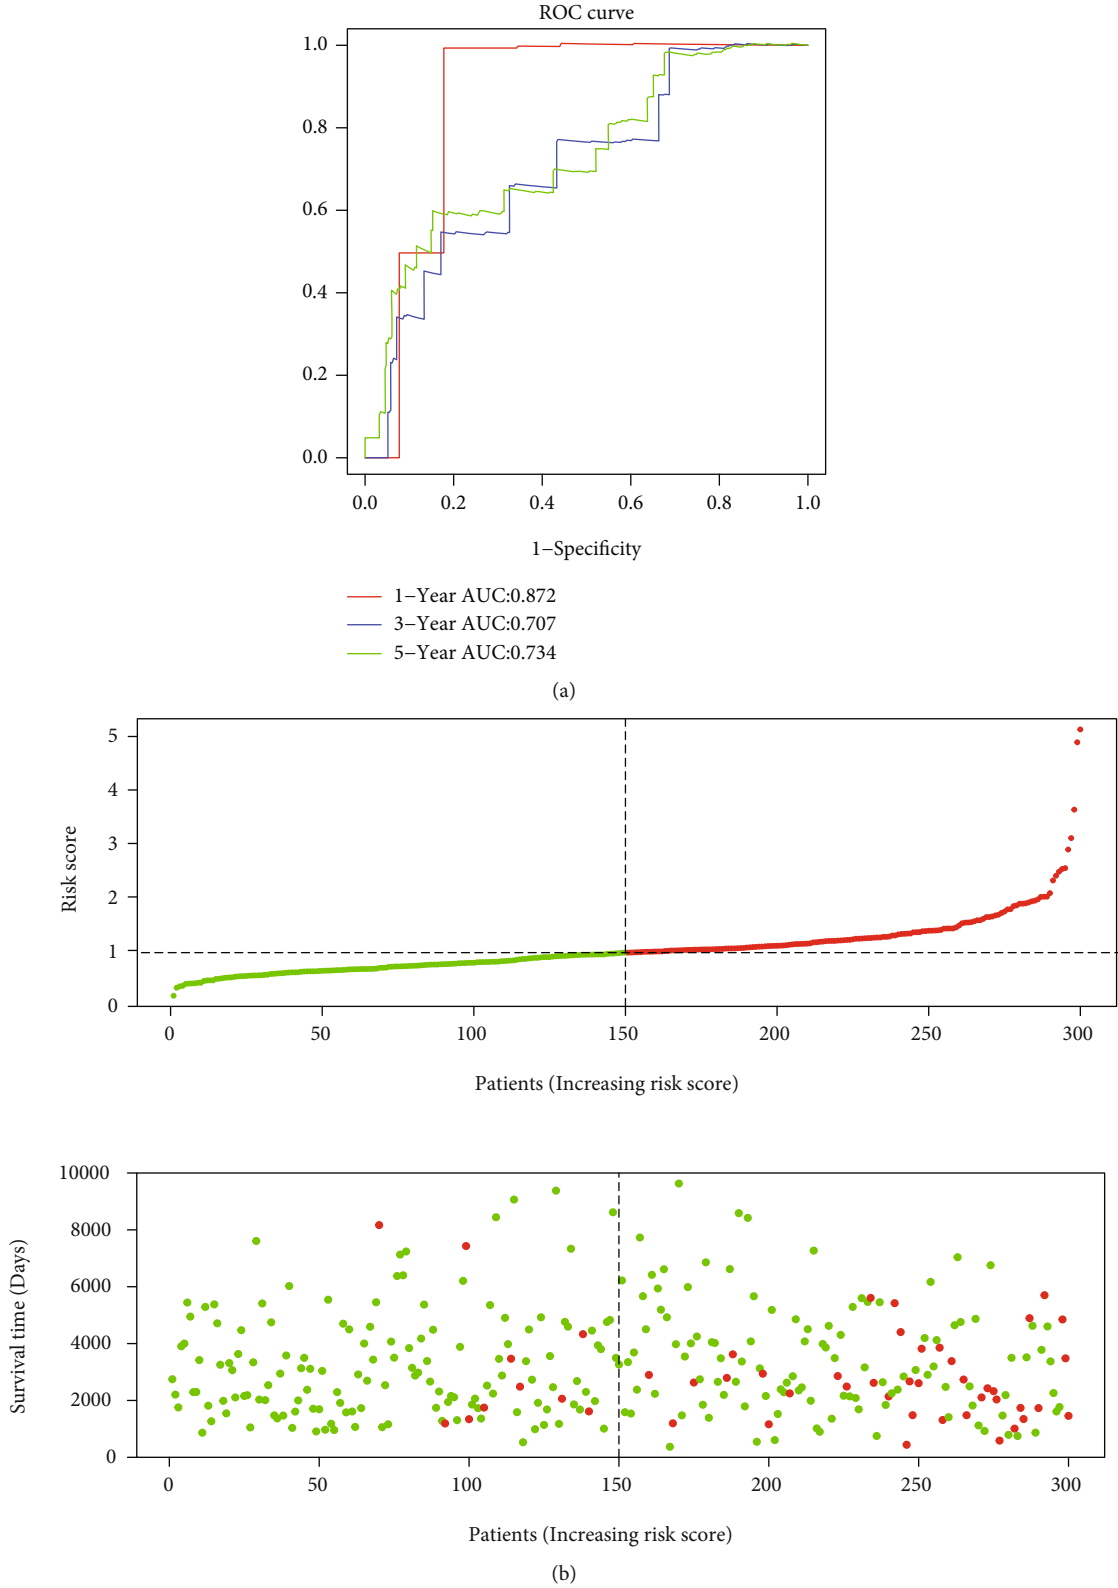 ROC curve
1.0
0.8
0.6
0.4
0.2
0.0
0.0 0.2 0.4 0.6 0.8 1.0
1−Specificity
1−Year AUC:0.872
3−Year AUC:0.707
5−Year AUC:0.734
(a)
5
4
3
2
1
0
Risk score
0 50 100 150 200 250 300
Patients (Increasing risk score)
10000
8000
6000
4000
2000
0
Survival time (Days)
0 50 100 150 200 250 300
Patients (Increasing risk score)
(b)